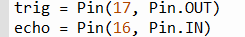 trig = Pin(17, Pin.OUT)
echo = Pin(16, Pin.IN)